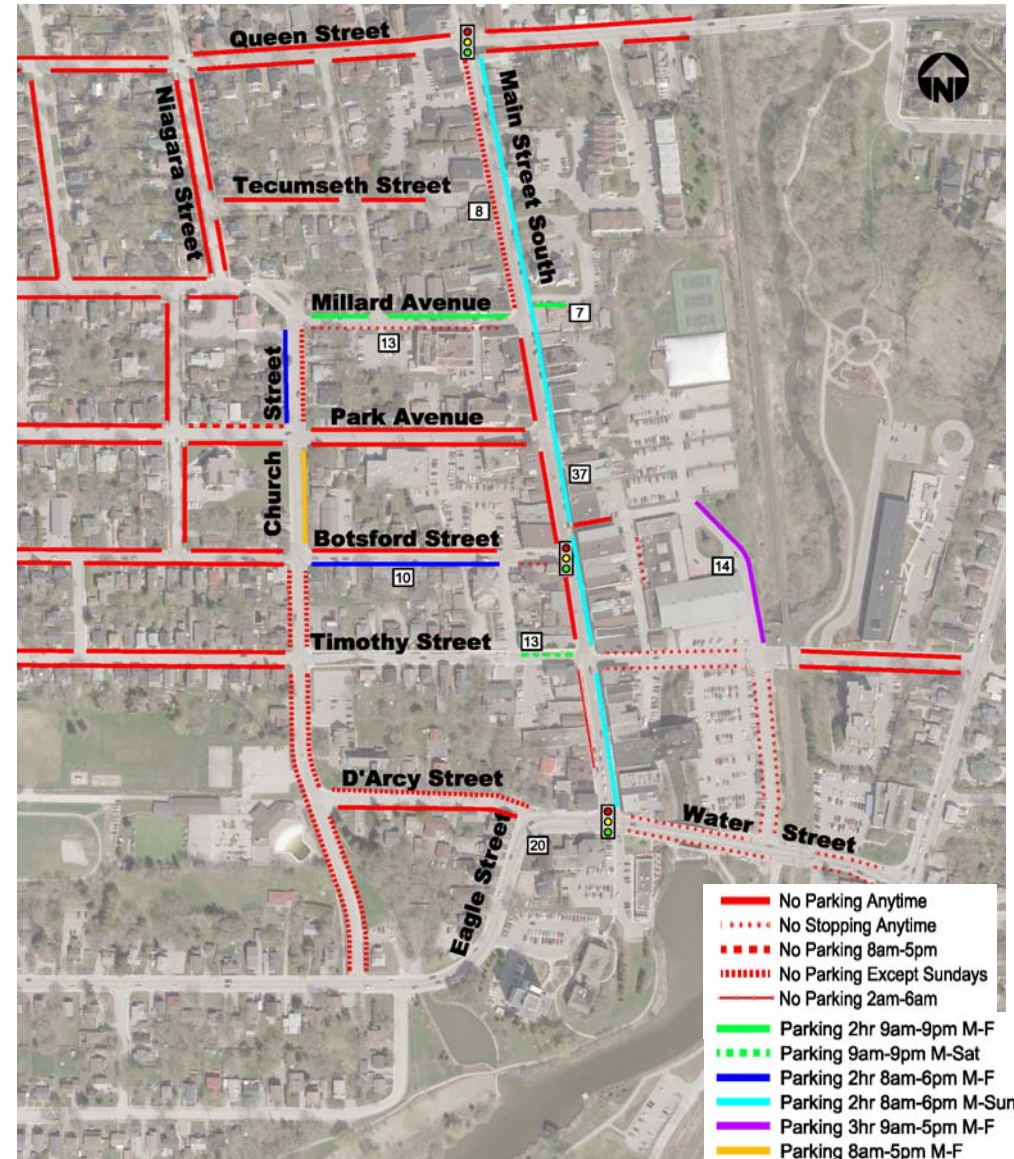 Queen Street
N
Niagara Street
Main Street South
Tecumseth Street
8
Millard Avenue
7
13
Street
Park Avenue
37
Church
Botsford Street
10
14
Timothy Street
13
D'Arcy Street
Water Street
20
Eagle Street
No Parking Anytime
No Stopping Anytime
No Parking 8am-5pm
No Parking Except Sundays
No Parking 2am-6am
Parking 2hr 9am-9pm M-F
Parking 9am-9pm M-Sat
Parking 2hr 8am-6pm M-F
Parking 2hr 8am-6pm M-Sun
Parking 3hr 9am-5pm M-F
Parking 8am-5pm M-F